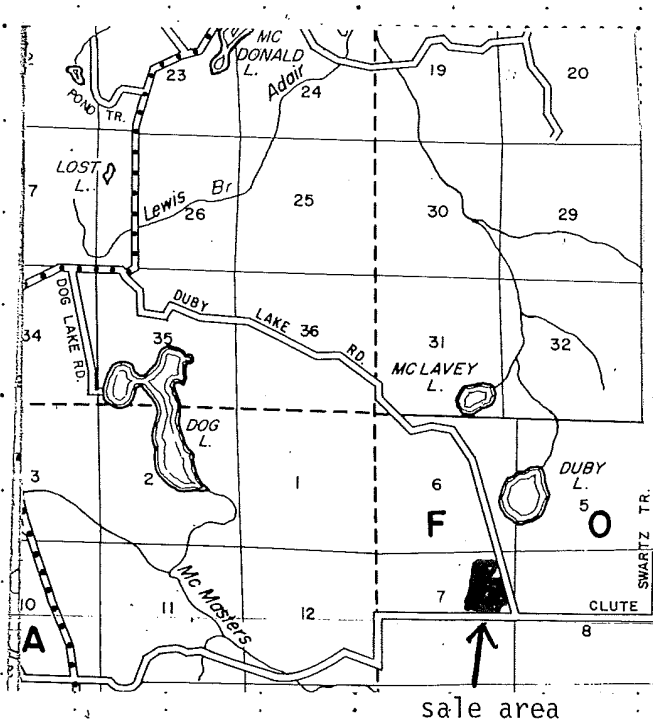 MC
DONALD
L.
23
19
20
Adair
24
POND TR.
LOST
L.
7
Lewis Br
26
25
30
29
DOG LAKE RD.
DUBY LAKE RD.
34
35
36
31
32
MC LAVEY
L.
DOG
L.
3
2
1
6
DUBY
L.
5
F
O
SWARTZ TR.
Mc Masters
10
11
12
7
CLUTE
8
A
sale area